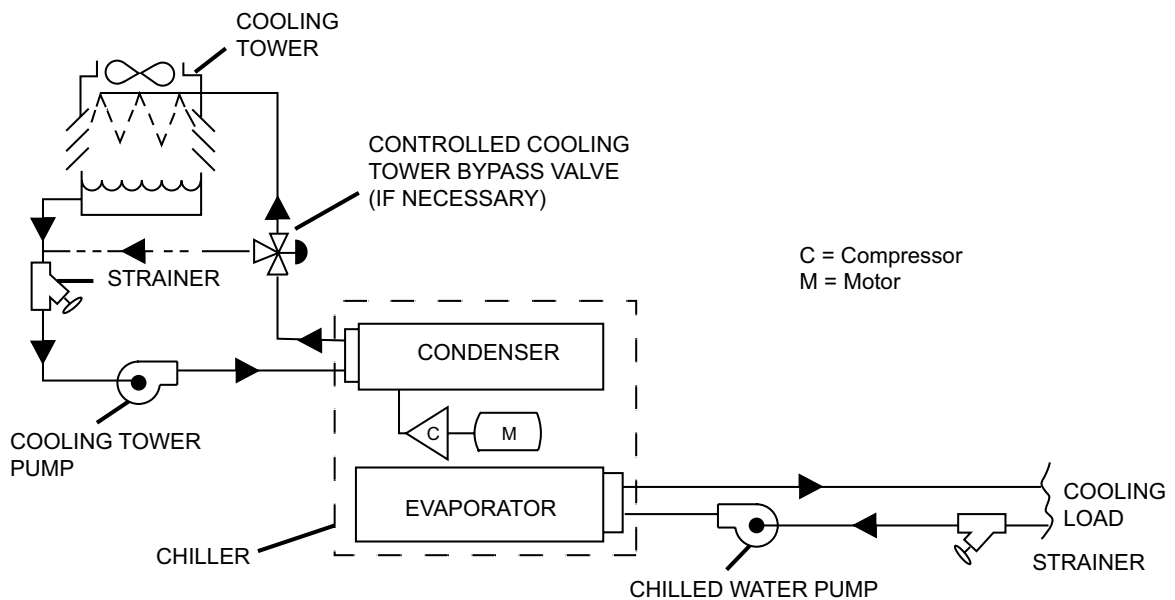 COOLING
TOWER
CONTROLLED COOLING
TOWER BYPASS VALVE
(IF NECESSARY)
C = Compressor
M = Motor
STRAINER
CONDENSER
COOLING TOWER
PUMP
C
M
EVAPORATOR
COOLING
LOAD
CHILLER
STRAINER
CHILLED WATER PUMP